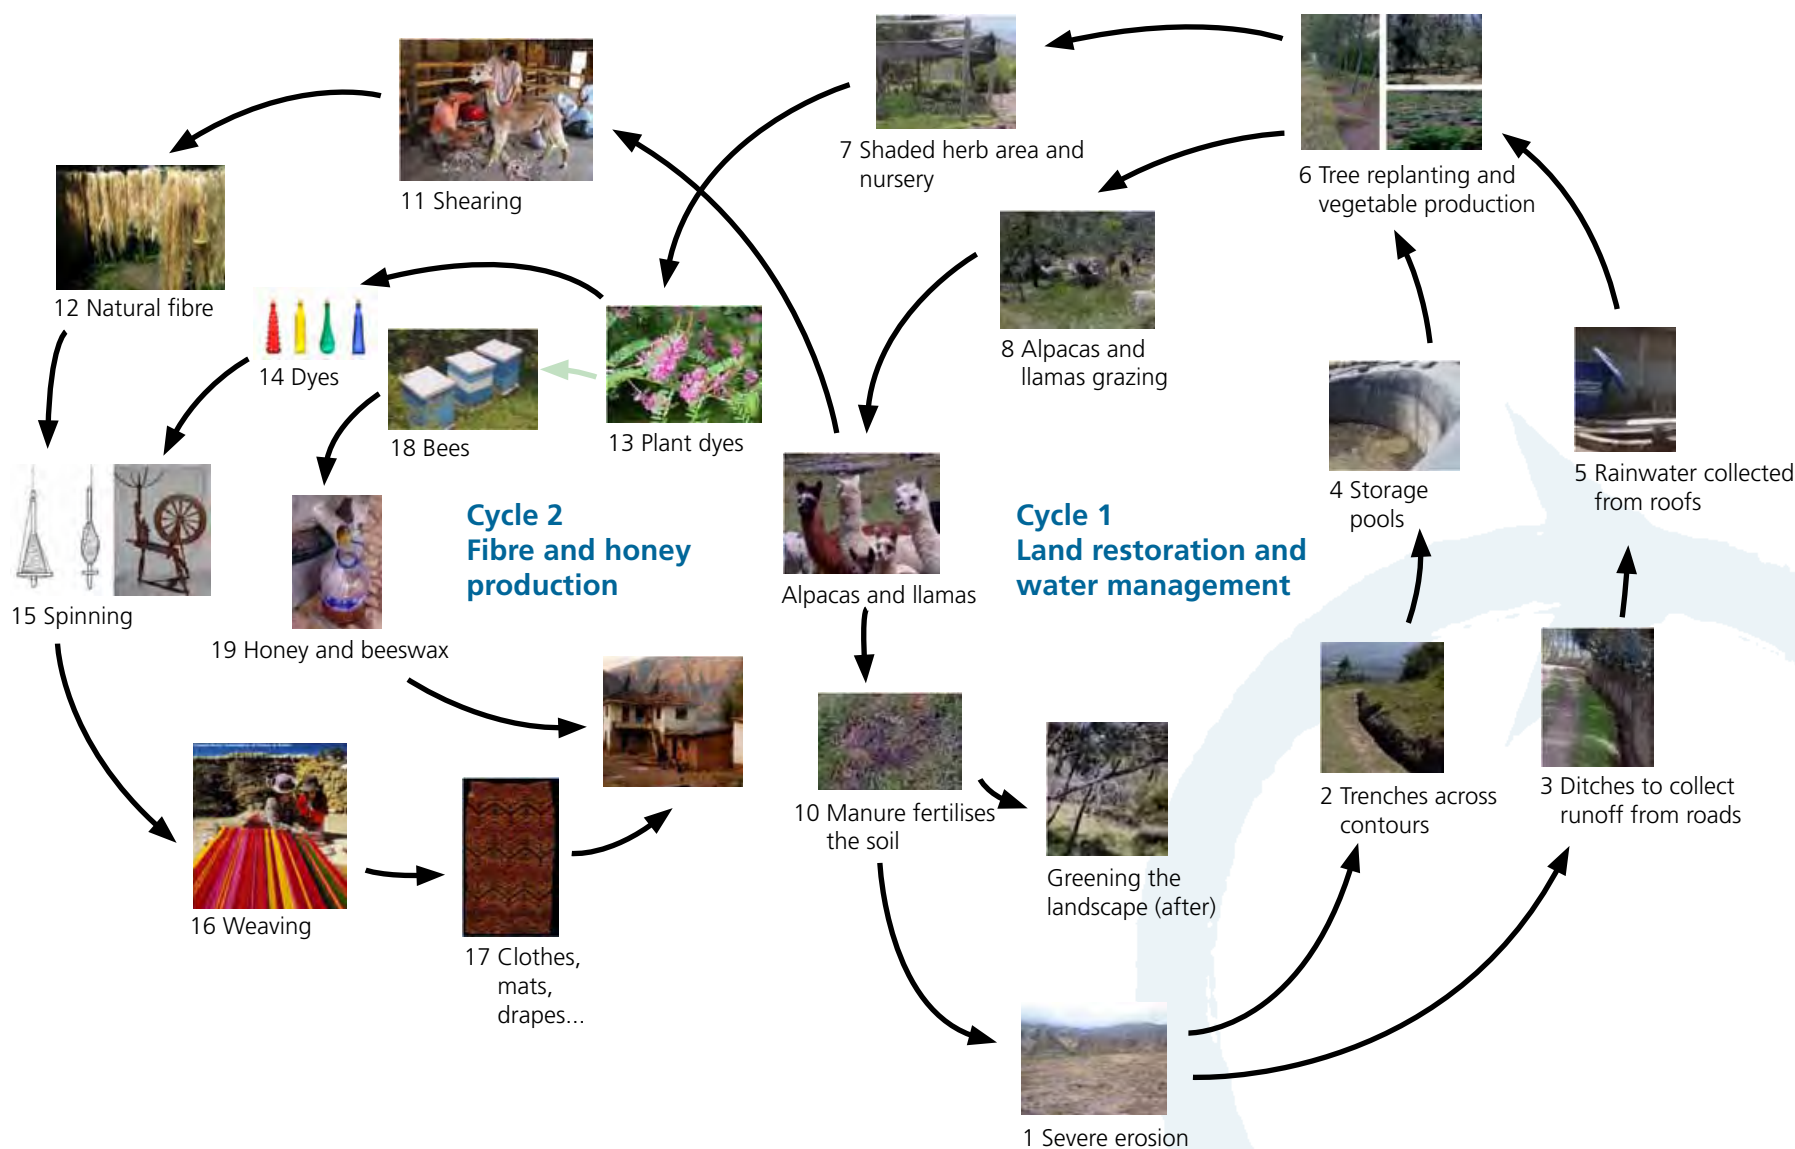 11 Shearing
7 Shaded herb area and
nursery
6 Tree replanting and
vegetable production
12 Natural fibre
14 Dyes
18 Bees
13 Plant dyes
8 Alpacas and
llamas grazing
4 Storage
pools
5 Rainwater collected
from roofs
Cycle 2
Fibre and honey
production
Cycle 1
Land restoration and
water management
Alpacas and llamas
15 Spinning
19 Honey and beeswax
10 Manure fertilises
the soil
2 Trenches across
contours
3 Ditches to collect
runoff from roads
Greening the
landscape (after)
16 Weaving
17 Clothes,
mats,
drapes...
1 Severe erosion